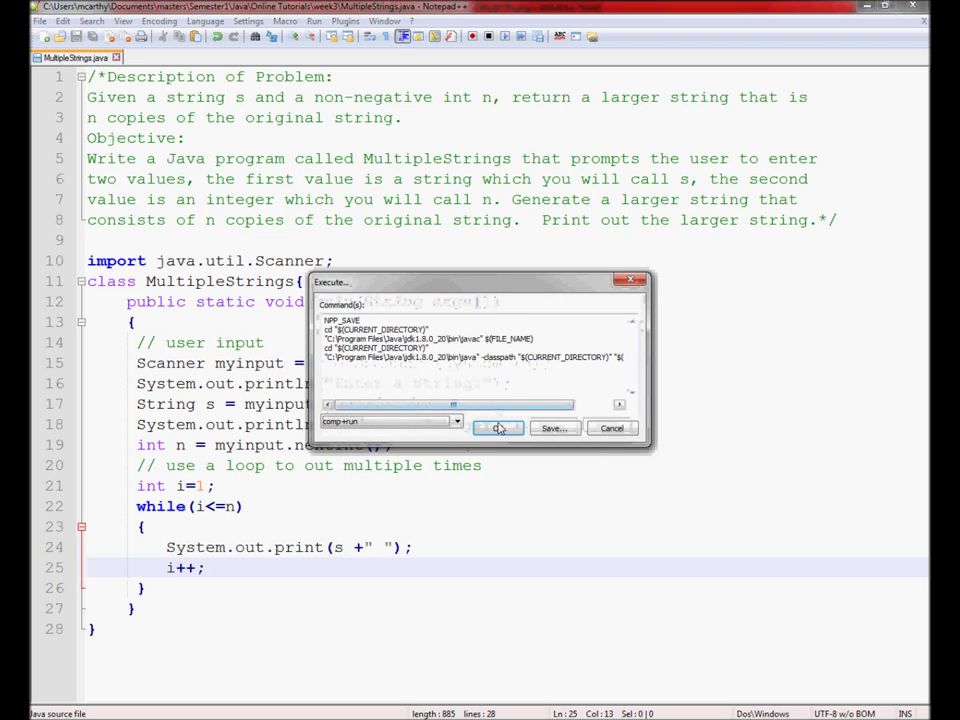 C:\Users\mcarthy\Documents\masters\Semester1\Java\Online Tutorials\week3\MultipleStrings.java - Notepad++
File Edit Search View Encoding Language Settings Macro Run Plugins Window ?
MultipleStrings.java
1 /*Description of Problem:
2 Given a string s and a non-negative int n, return a larger string that is
3 n copies of the original string.
4 Objective:
5 Write a Java program called MultipleStrings that prompts the user to enter
6 two values, the first value is a string which you will call s, the second
7 value is an integer which you will call n. Generate a larger string that
8 consists of n copies of the original string.  Print out the larger string.*/
9
10 import java.util.Scanner;
11 class MultipleStrings{
12 public static void
13 {
14 // user input
15 Scanner myinput =
16 System.out.println
17 String s = myinput
18 System.out.println
19 int n = myinput.nextInt();
20 // use a loop to out multiple times
21 int i=1;
22 while(i<=n)
23 {
24 System.out.print(s +" ");
25 i++;
26 }
27 }
28 }
Execute...
Command(s):
NPP_SAVE
cd "$(CURRENT_DIRECTORY)"
"C:\Program Files\Java\jdk1.8.0_20\bin\javac" $(FILE_NAME)
cd "$(CURRENT_DIRECTORY)"
"C:\Program Files\Java\jdk1.8.0_20\bin\java" -classpath "$(CURRENT_DIRECTORY)" "$(
comp+run
Save... Cancel
Java source file length : 885 lines : 28 Ln : 25 Col : 13 Sel : 0 | 0 Dos\Windows UTF-8 w/o BOM INS